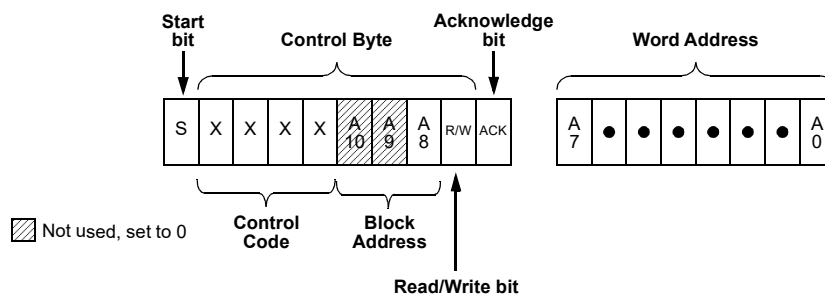 Start
bit
Control Byte
Acknowledge
bit
Word Address
S X X X X A
10 A
9 A
8 R/W ACK
A
7 ● ● ● ● ● ● A
0
Control
Code
Block
Address
Not used, set to 0
Read/Write bit